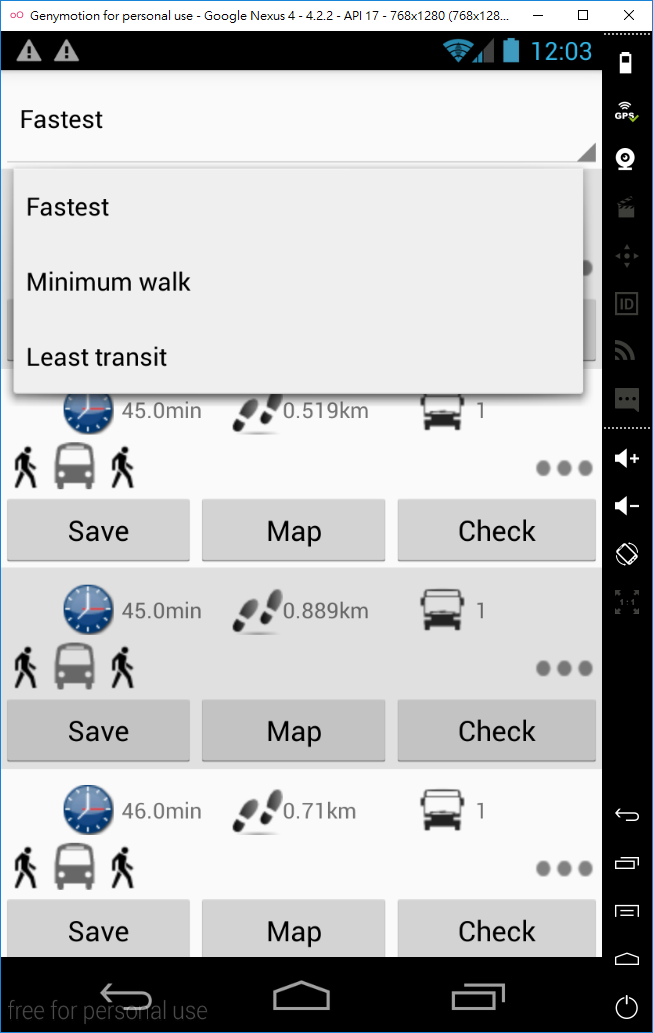 Genymotion for personal use - Google Nexus 4 - 4.2.2 - API 17 - 768x1280 (768x128...
12:03
GPS
Fastest
Fastest
Minimum walk
ID
Least transit
45.0min 0.519km 1
Save Map Check
45.0min 0.889km 1
1:1
Save Map Check
46.0min 0.71km 1
Save Map Check
free for personal use